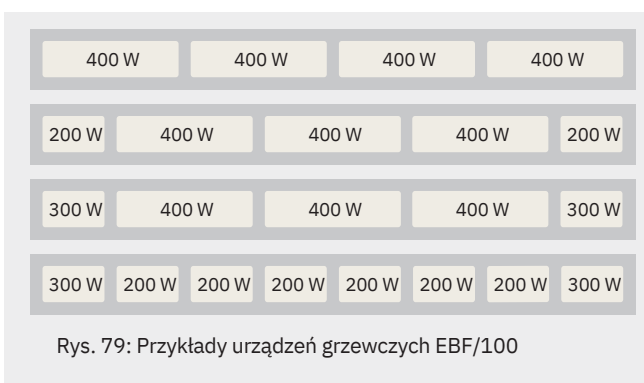 400 W 400 W 400 W 400 W
200 W 400 W 400 W 400 W 200 W
300 W 400 W 400 W 400 W 300 W
300 W 200 W 200 W 200 W 200 W 200 W 200 W 300 W
Rys. 79: Przykłady urządzeń grzewczych EBF/100